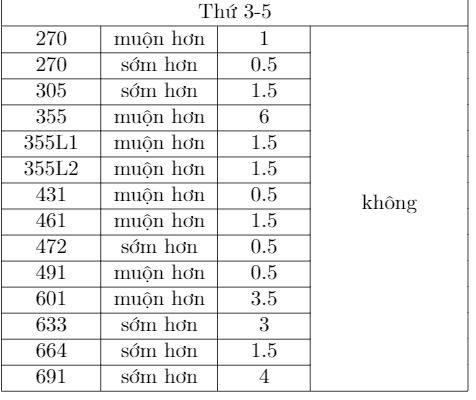 Thứ 3-5
270 muộn hơn 1
270 sớm hơn 0.5
305 sớm hơn 1.5
355 muộn hơn 6
355L1 muộn hơn 1.5
355L2 muộn hơn 1.5
431 muộn hơn 0.5
không
461 muộn hơn 1.5
472 sớm hơn 0.5
491 muộn hơn 0.5
601 muộn hơn 3.5
633 sớm hơn 3
664 sớm hơn 1.5
691 sớm hơn 4